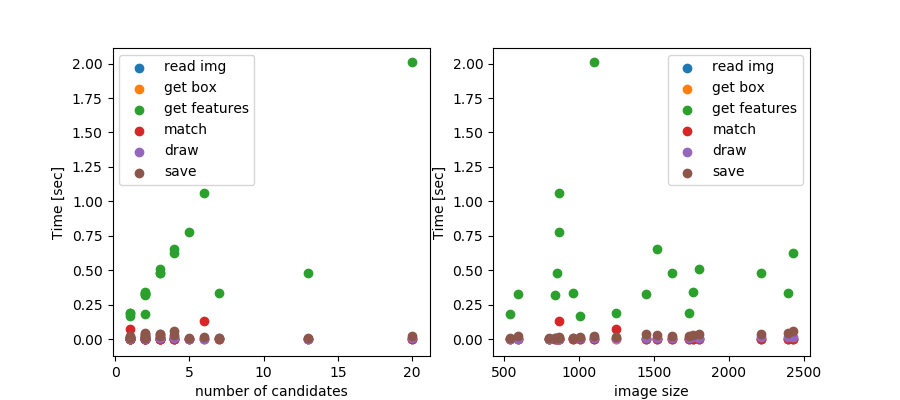 2.00
1.75
1.50
1.25
1.00
0.75
0.50
0.25
0.00
Time [sec]
read img
get box
get features
match
draw
save
0 5 10 15 20
number of candidates
2.00
1.75
1.50
1.25
1.00
0.75
0.50
0.25
0.00
Time [sec]
read img
get box
get features
match
draw
save
500 1000 1500 2000 2500
image size